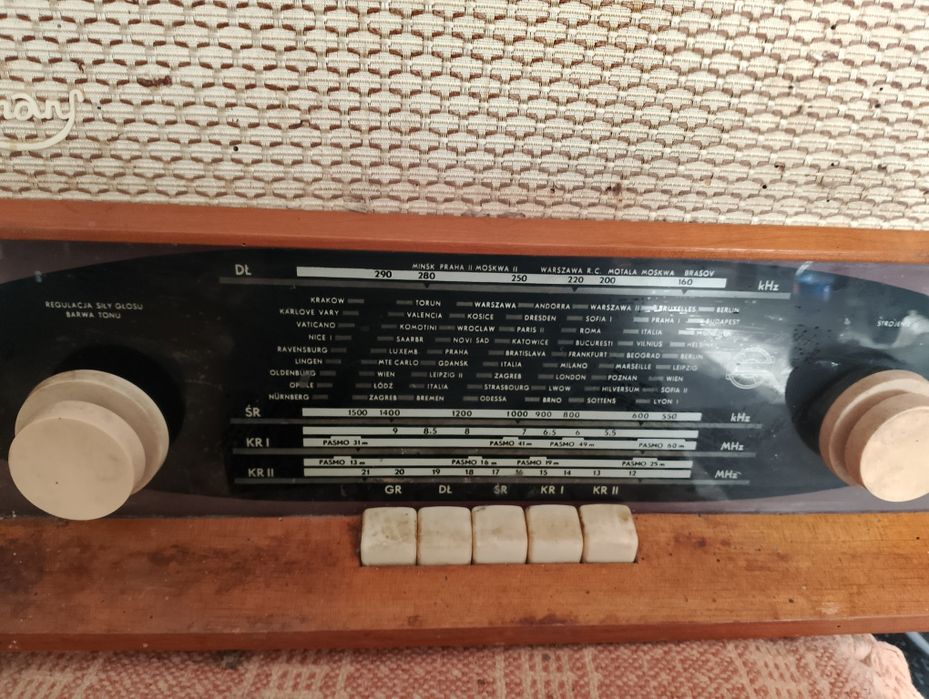 DŁ MINSK PRAHA II MOSKWA II WARSZAWA R.C. MOTALA MOSKWA BRASOV
290 280 250 220 200 160 kHz
REGULACJA SIŁY GŁOSU
BARWA TONU
KRAKÓW TORUN WARSZAWA ANDORRA WARSZAWA II BRUXELLES BERLIN
KARLOVE VARY VALENCIA KOSICE DRESDEN SOFIA I PRAHA I BUDAPEST
VATICANO KOMOTINI WROCŁAW PARIS II ROMA ITALIA
NICE I SAARBR NOVI SAD KATOWICE BUCURESTI VILNIUS
RAVENSBURG LUXEMB. PRAHA BRATISLAVA FRANKFURT BEOGRAD BERLIN
LINGEN MTE CARLO GDANSK ITALIA MILANO MARSEILLE LEIPZIG
OLDENBURG WIEN LEIPZIG II ZAGREB LONDON POZNAN WIEN
OPOLE ŁÓDŹ ITALIA STRASBOURG LWOW HILVERSUM SOFIA II
NÜRNBERG ZAGREB BREMEN ODESSA BRNO SOTTENS LYON I
ŚR 1500 1400 1200 1000 900 800 600 550 kHz
9 8.5 8 7 6.5 6 5.5
KR I PASMO 31 m PASMO 41 m PASMO 49 m PASMO 60 m MHz
PASMO 13 m PASMO 16 m PASMO 19 m PASMO 25 m
KR II 21 20 19 18 17 16 15 14 13 12 MHz
GR DŁ ŚR KR I KR II